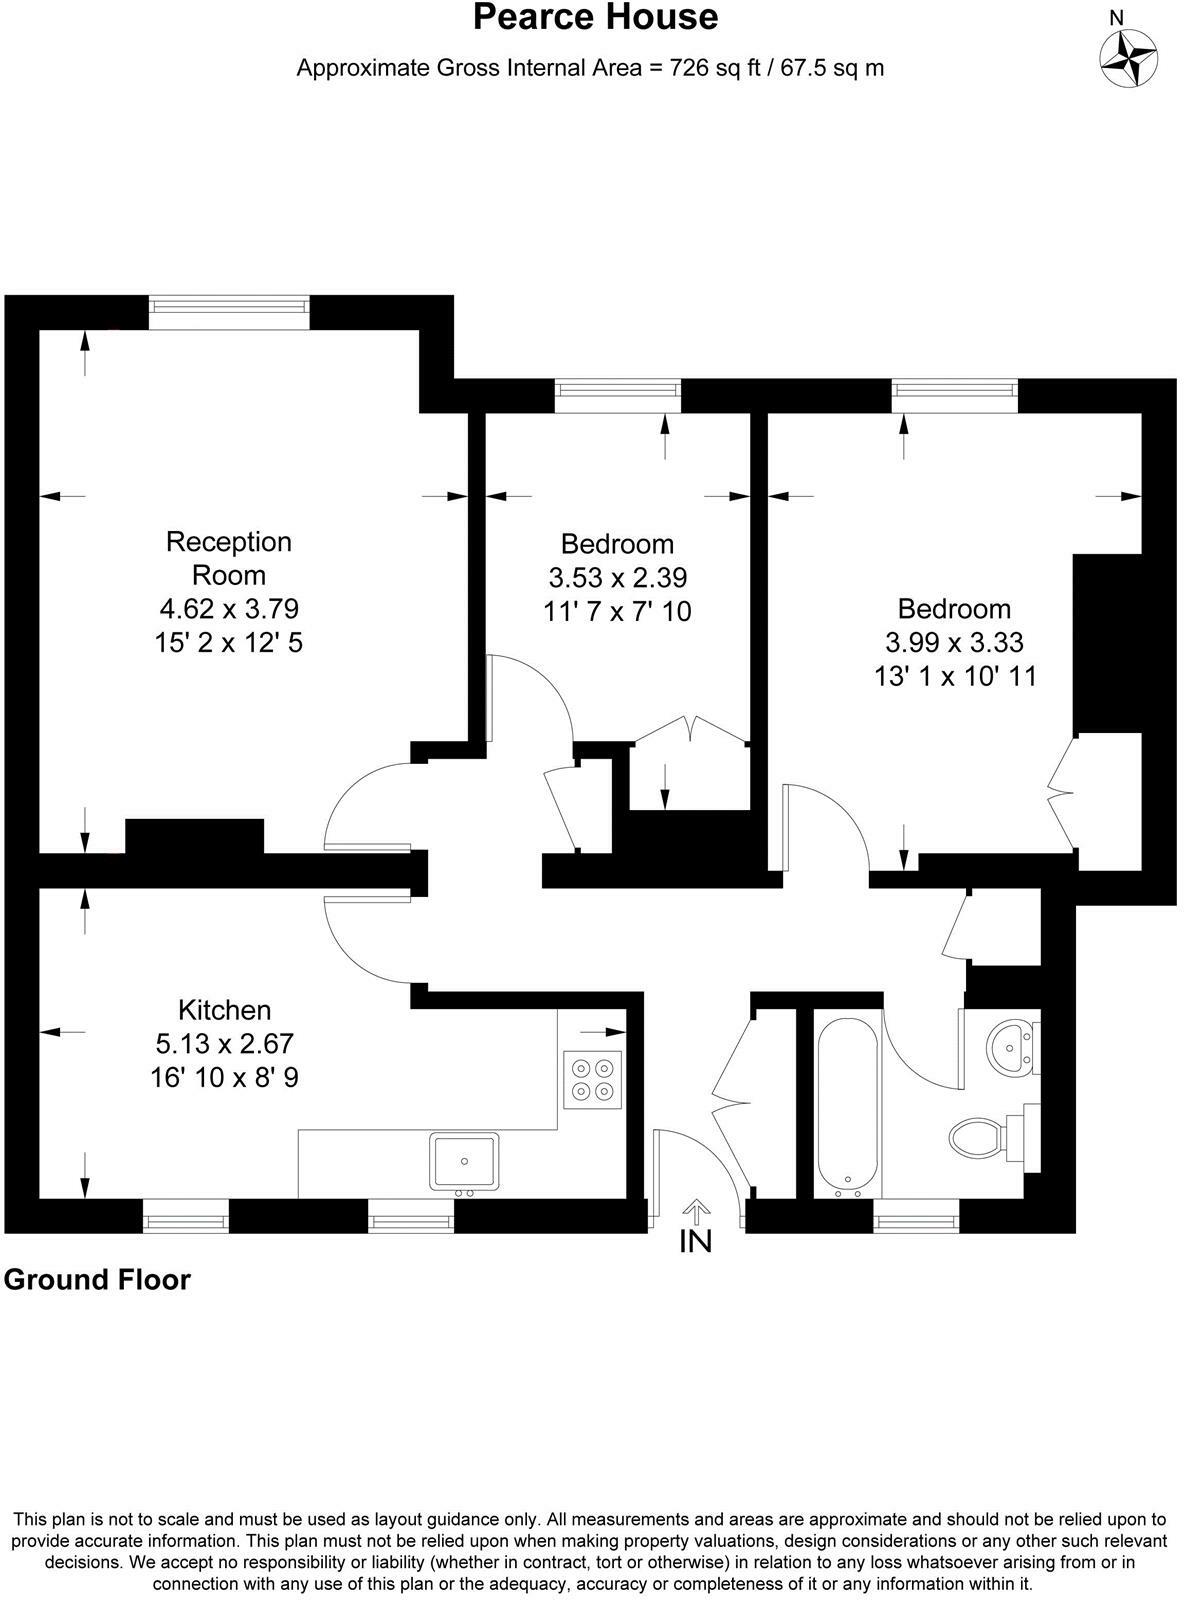 Pearce House
N
Approximate Gross Internal Area = 726 sq ft / 67.5 sq m
Reception
Room
4.62 x 3.79
15' 2 x 12' 5
Bedroom
3.53 x 2.39
11' 7 x 7' 10
Bedroom
3.99 x 3.33
13' 1 x 10' 11
Kitchen
5.13 x 2.67
16' 10 x 8' 9
IN
Ground Floor
This plan is not to scale and must be used as layout guidance only. All measurements and areas are approximate and should not be relied upon to
provide accurate information. This plan must not be relied upon when making property valuations, design considerations or any other such relevant
decisions. We accept no responsibility or liability (whether in contract, tort or otherwise) in relation to any loss whatsoever arising from or in
connection with any use of this plan or the adequacy, accuracy or completeness of it or any information within it.